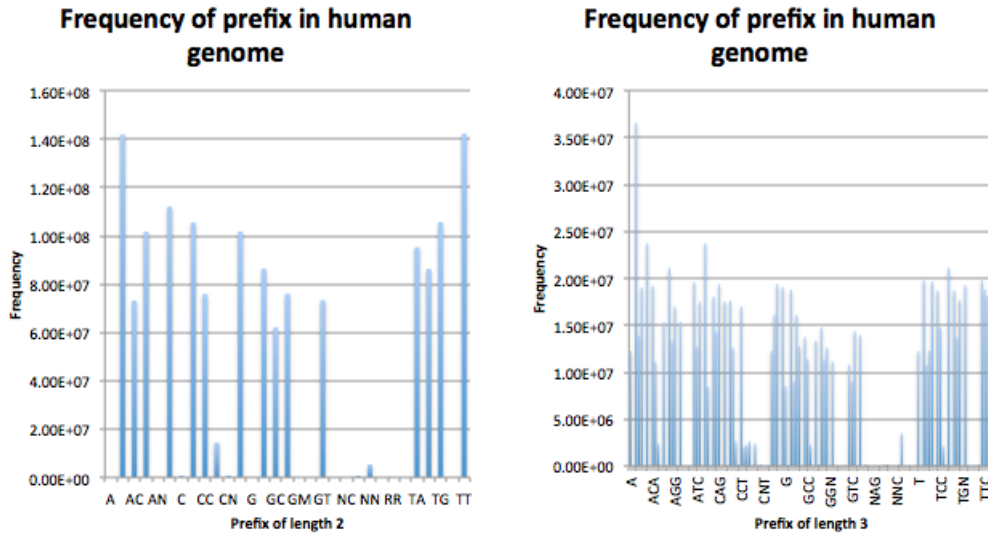 Frequency of prefix in human
genome
1.60E+08
1.40E+08
1.20E+08
1.00E+08
8.00E+07
6.00E+07
4.00E+07
2.00E+07
0.00E+00
Frequency
A AC AN C CC CN G GC GM GT NC NN RR TA TG TT
Prefix of length 2
Frequency of prefix in human
genome
4.00E+07
3.50E+07
3.00E+07
2.50E+07
2.00E+07
1.50E+07
1.00E+07
5.00E+06
0.00E+00
Frequency
A ACA AGG ATC CAG CCT CNT G GCC GGN GTC NAG NNC T TCC TGN TTC
Prefix of length 3